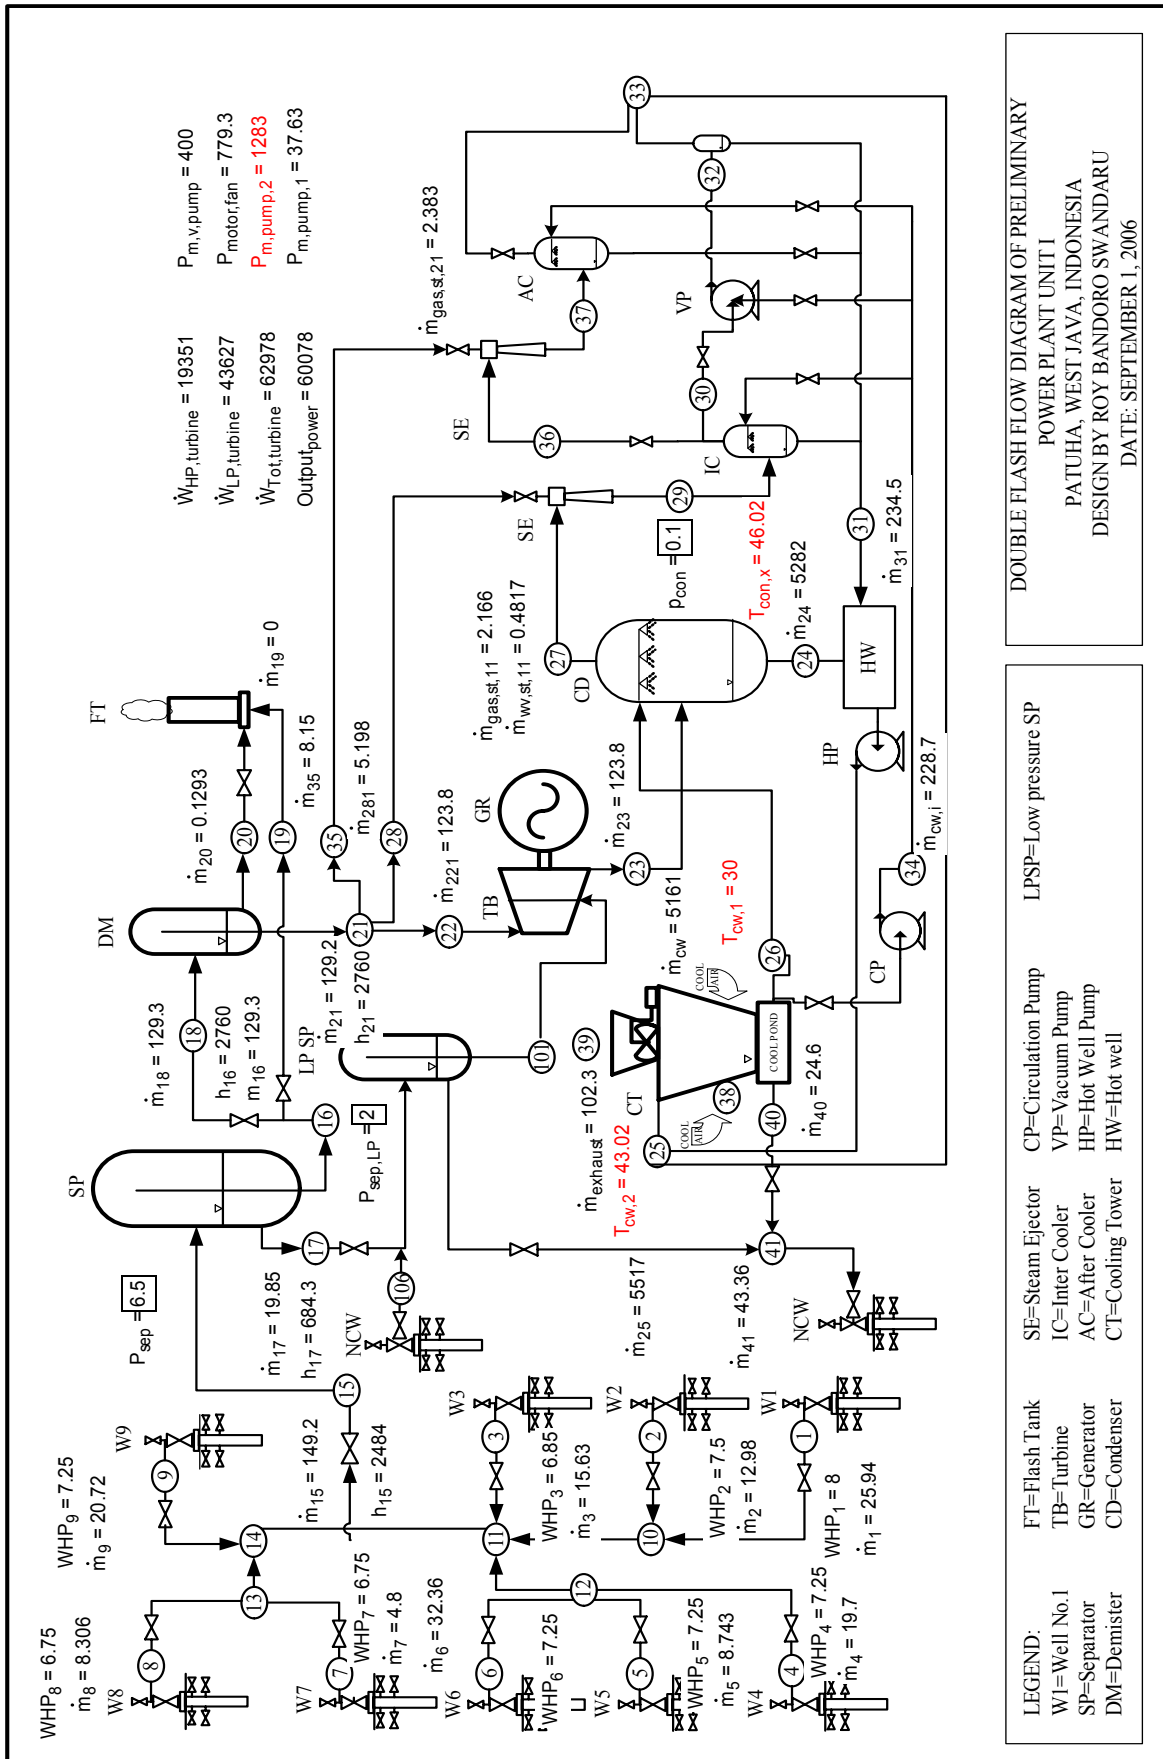 Ẇ_HP,turbine = 19351
Ẇ_LP,turbine = 43627
Ẇ_Tot,turbine = 62978
Output_power = 60078
P_m,v,pump = 400
P_motor,fan = 779.3
P_m,pump,2 = 1283
P_m,pump,1 = 37.63
WHP_8 = 6.75
ṁ_8 = 8.306
W8
8
13
WHP_9 = 7.25
ṁ_9 = 20.72
W9
9
14
W7
7
WHP_7 = 6.75
ṁ_7 = 4.8
ṁ_6 = 32.36
W6
6
WHP_6 = 7.25
12
W5
5
WHP_5 = 7.25
ṁ_5 = 8.743
W4
4
WHP_4 = 7.25
ṁ_4 = 19.7
ṁ_15 = 149.2
h_15 = 2484
15
11
W3
3
WHP_3 = 6.85
ṁ_3 = 15.63
W2
2
10
WHP_2 = 7.5
ṁ_2 = 12.98
W1
1
WHP_1 = 8
ṁ_1 = 25.94
P_sep = 6.5
SP
16
17
ṁ_17 = 19.85
h_17 = 684.3
NCW
106
P_sep,LP = 2
LP SP
101
ṁ_18 = 129.3
18
h_16 = 2760
ṁ_16 = 129.3
DM
ṁ_20 = 0.1293
20
19
FT
ṁ_19 = 0
ṁ_35 = 8.15
35
ṁ_281 = 5.198
28
21
ṁ_21 = 129.2
h_21 = 2760
ṁ_221 = 123.8
22
TB
GR
23
ṁ_23 = 123.8
ṁ_gas,st,11 = 2.166
ṁ_wv,st,11 = 0.4817
27
CD
SE
29
p_con = 0.1
T_con,x = 46.02
24
ṁ_24 = 5282
HW
HP
SE
36
ṁ_gas,st,21 = 2.383
37
AC
IC
30
VP
32
33
31
ṁ_31 = 234.5
ṁ_cw,i = 228.7
34
CP
ṁ_cw = 5161
T_cw,1 = 30
26
COOL
AIR
COOL POND
39
CT
38
COOL
AIR
ṁ_exhaust = 102.3
T_cw,2 = 43.02
25
40
ṁ_40 = 24.6
41
ṁ_25 = 5517
ṁ_41 = 43.36
NCW
LEGEND:
W1=Well No.1
SP=Separator
DM=Demister
FT=Flash Tank
TB=Turbine
GR=Generator
CD=Condenser
SE=Steam Ejector
IC=Inter Cooler
AC=After Cooler
CT=Cooling Tower
CP=Circulation Pump
VP=Vacuum Pump
HP=Hot Well Pump
HW=Hot well
LPSP=Low pressure SP
DOUBLE FLASH FLOW DIAGRAM OF PRELIMINARY
POWER PLANT UNIT I
PATUHA, WEST JAVA, INDONESIA
DESIGN BY ROY BANDORO SWANDARU
DATE: SEPTEMBER 1, 2006